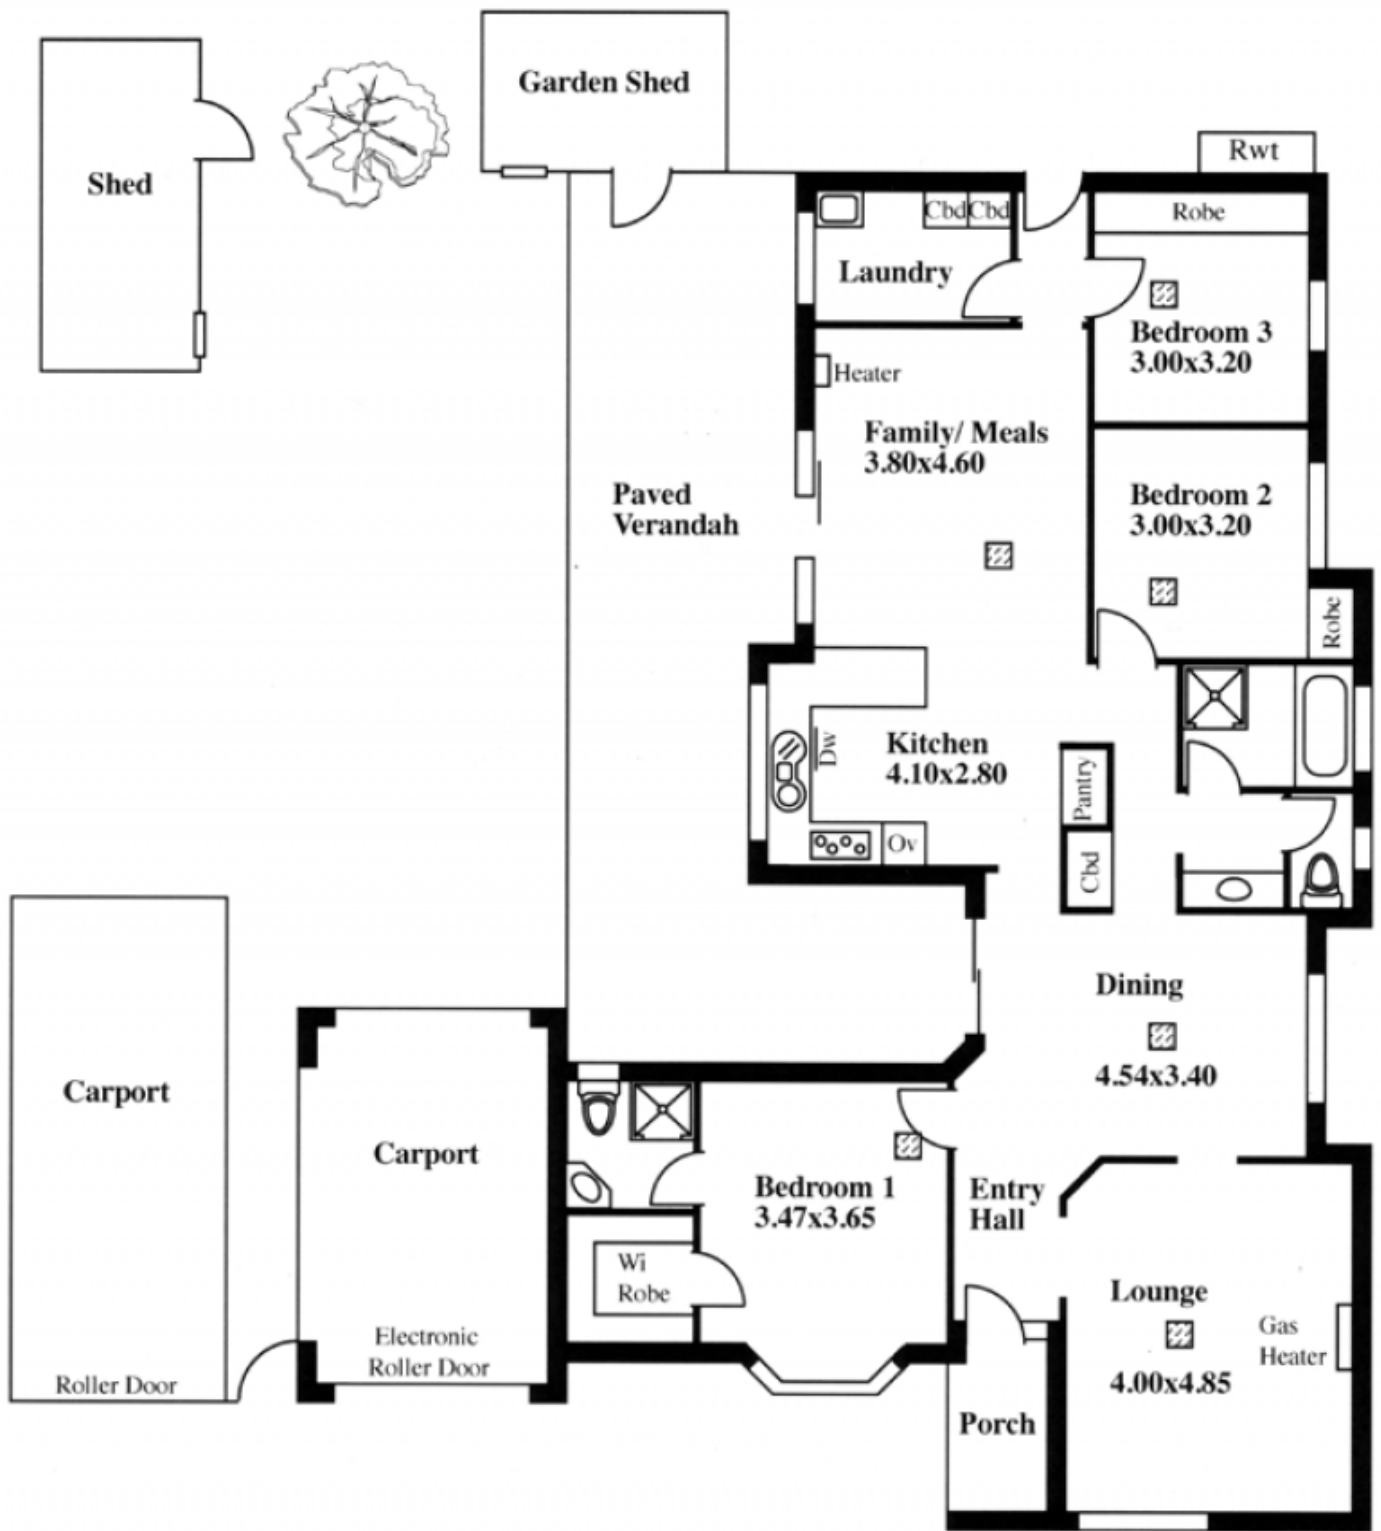 Garden Shed
Shed
Rwt
Cbd
Cbd
Robe
Laundry
Bedroom 3
3.00x3.20
Heater
Family/ Meals
3.80x4.60
Paved
Verandah
Bedroom 2
3.00x3.20
Robe
Dw
Kitchen
4.10x2.80
Pantry
Ov
Cbd
Dining
4.54x3.40
Carport
Carport
Bedroom 1
3.47x3.65
Entry
Hall
Wi
Robe
Lounge
4.00x4.85
Gas
Heater
Electronic
Roller Door
Roller Door
Porch